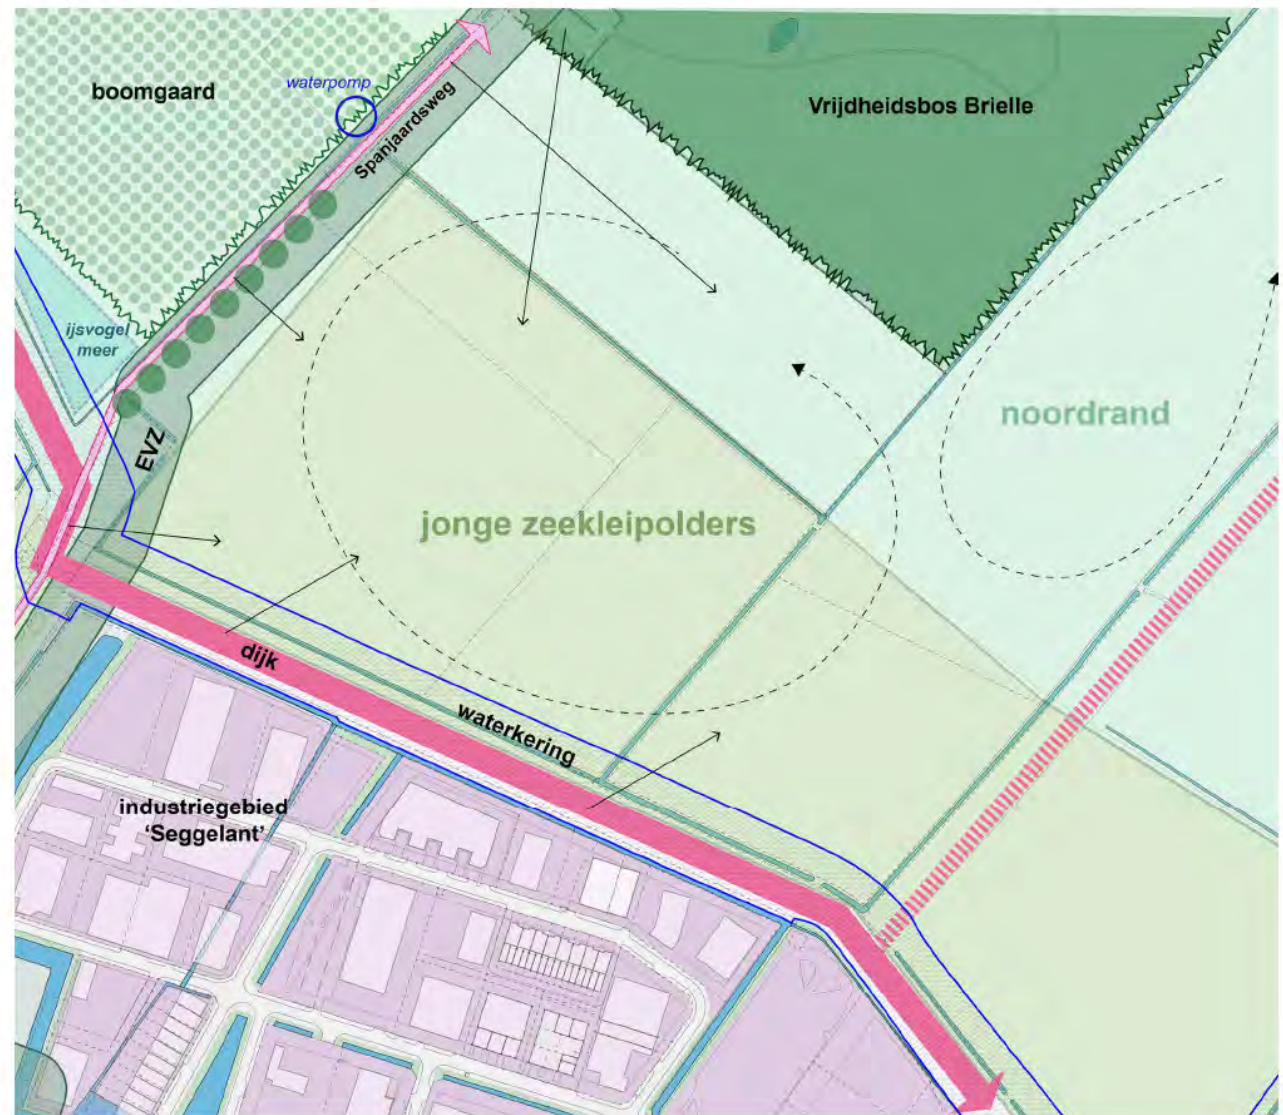 boomgaard
waterpomp
Spanjaardsweg
Vrijdheidsbos Brielle
ijsvogel
meer
noordrand
EVZ
jonge zeekleipolders
dijk
waterkering
industriegebied
‘Seggelant’